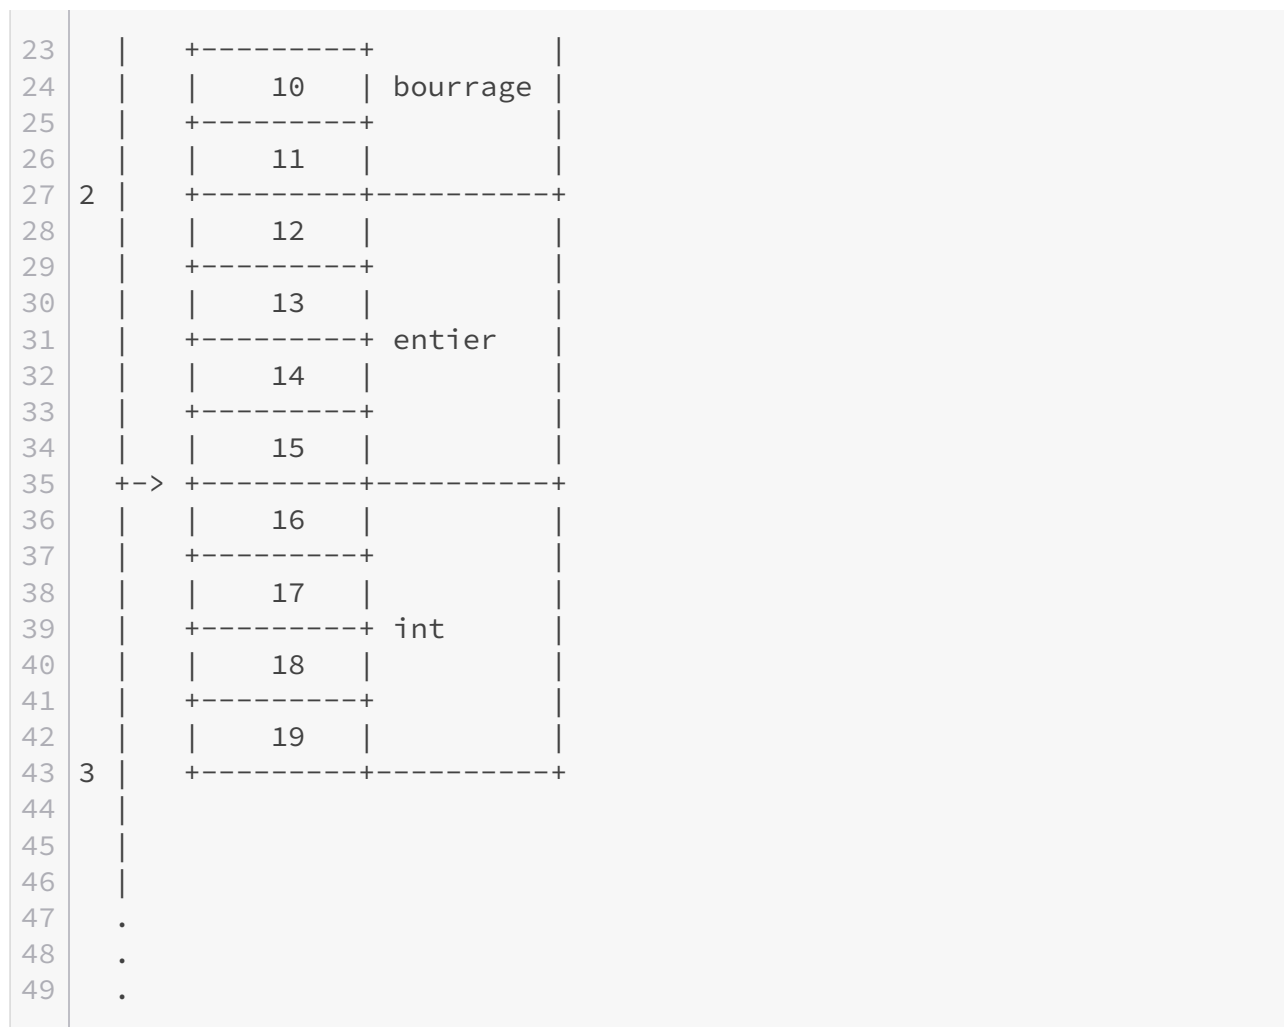 23   |   +----------+          |
24   |   |    10    | bourrage |
25   |   +----------+          |
26   |   |    11    |          |
27 2 |   +----------+----------+
28   |   |    12    |          |
29   |   +----------+          |
30   |   |    13    |          |
31   |   +----------+ entier   |
32   |   |    14    |          |
33   |   +----------+          |
34   |   |    15    |          |
35   +-> +----------+----------+
36   |   |    16    |          |
37   |   +----------+          |
38   |   |    17    |          |
39   |   +----------+ int      |
40   |   |    18    |          |
41   |   +----------+          |
42   |   |    19    |          |
43 3 |   +----------+----------+
44   |
45   |
46   |
47   .
48   .
49   .